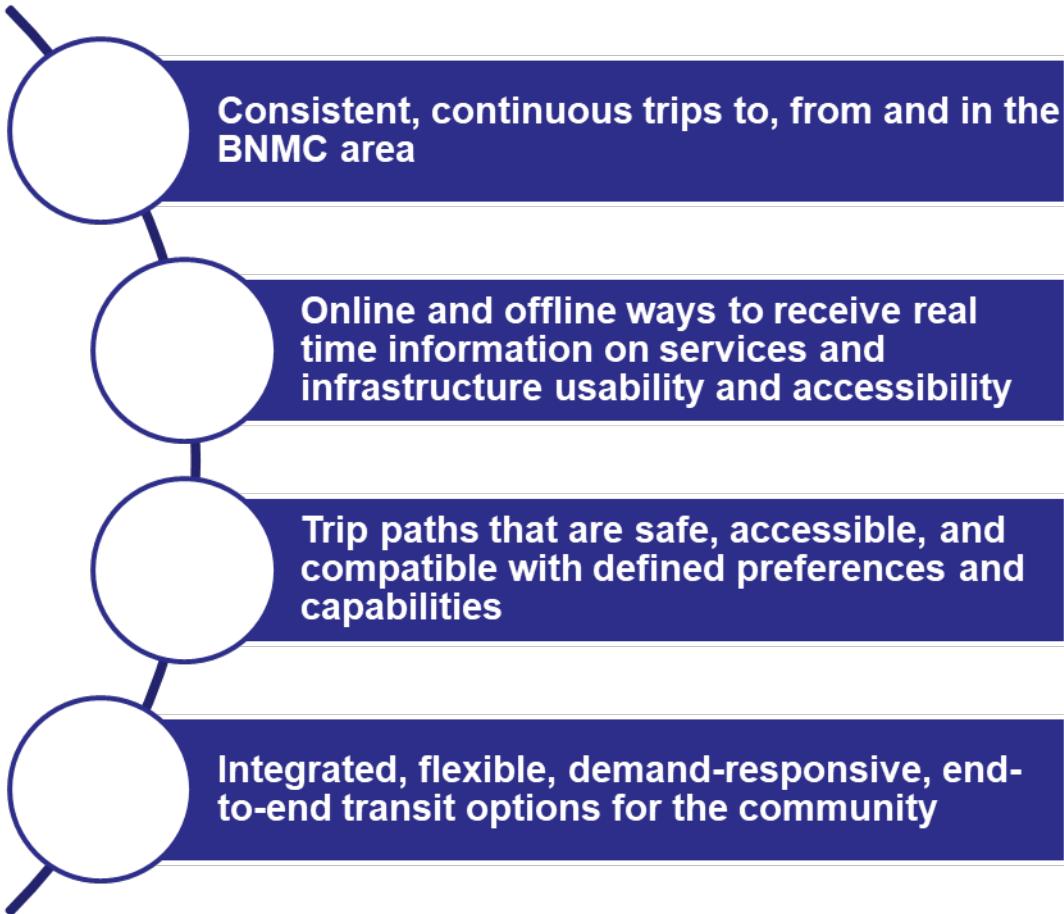 Consistent, continuous trips to, from and in the
BNMC area
Online and offline ways to receive real
time information on services and
infrastructure usability and accessibility
Trip paths that are safe, accessible, and
compatible with defined preferences and
capabilities
Integrated, flexible, demand-responsive, end-
to-end transit options for the community